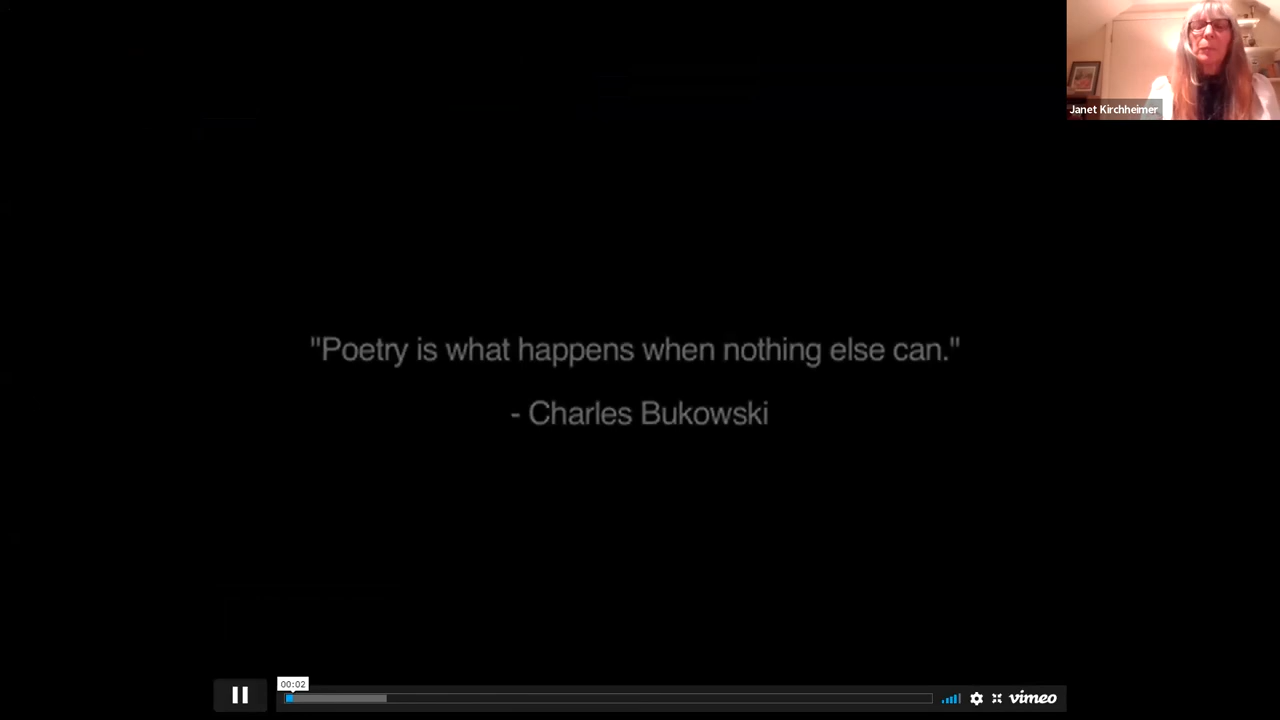 Janet Kirchheimer
"Poetry is what happens when nothing else can."
- Charles Bukowski
00:02
vimeo